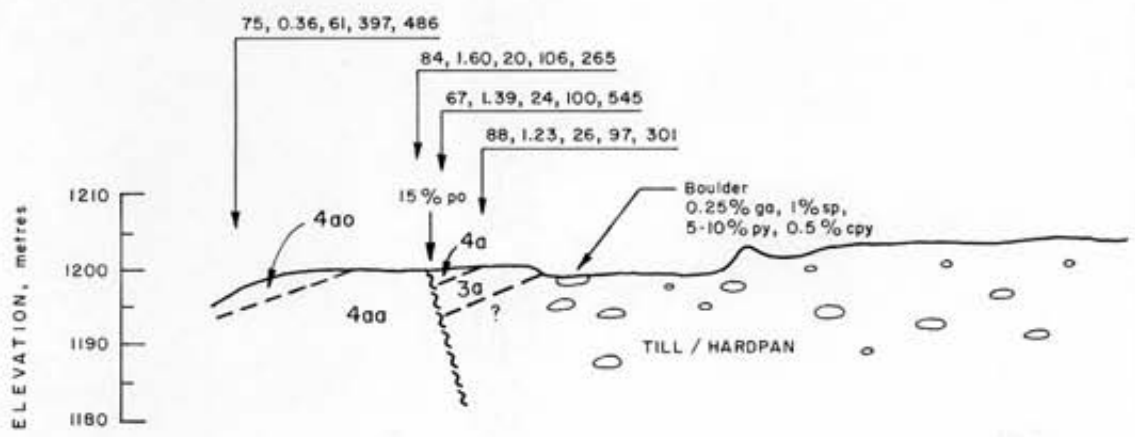 75, 0.36, 61, 397, 486
84, 1.60, 20, 106, 265
67, 1.39, 24, 100, 545
88, 1.23, 26, 97, 301
ELEVATION, metres
1210
1200
1190
1180
15% po
Boulder
0.25% ga, 1% sp,
5-10% py, 0.5% cpy
4ao
4a
3a
4aa
?
TILL / HARDPAN